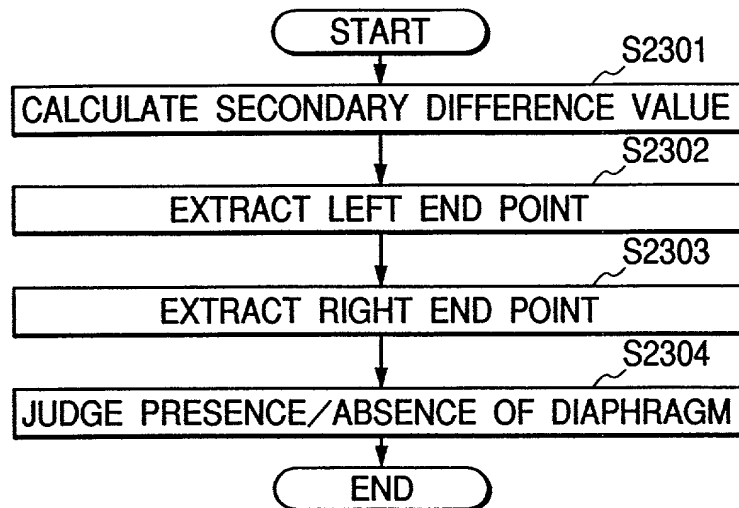 START
S2301
CALCULATE SECONDARY DIFFERENCE VALUE
S2302
EXTRACT LEFT END POINT
S2303
EXTRACT RIGHT END POINT
S2304
JUDGE PRESENCE/ABSENCE OF DIAPHRAGM
END